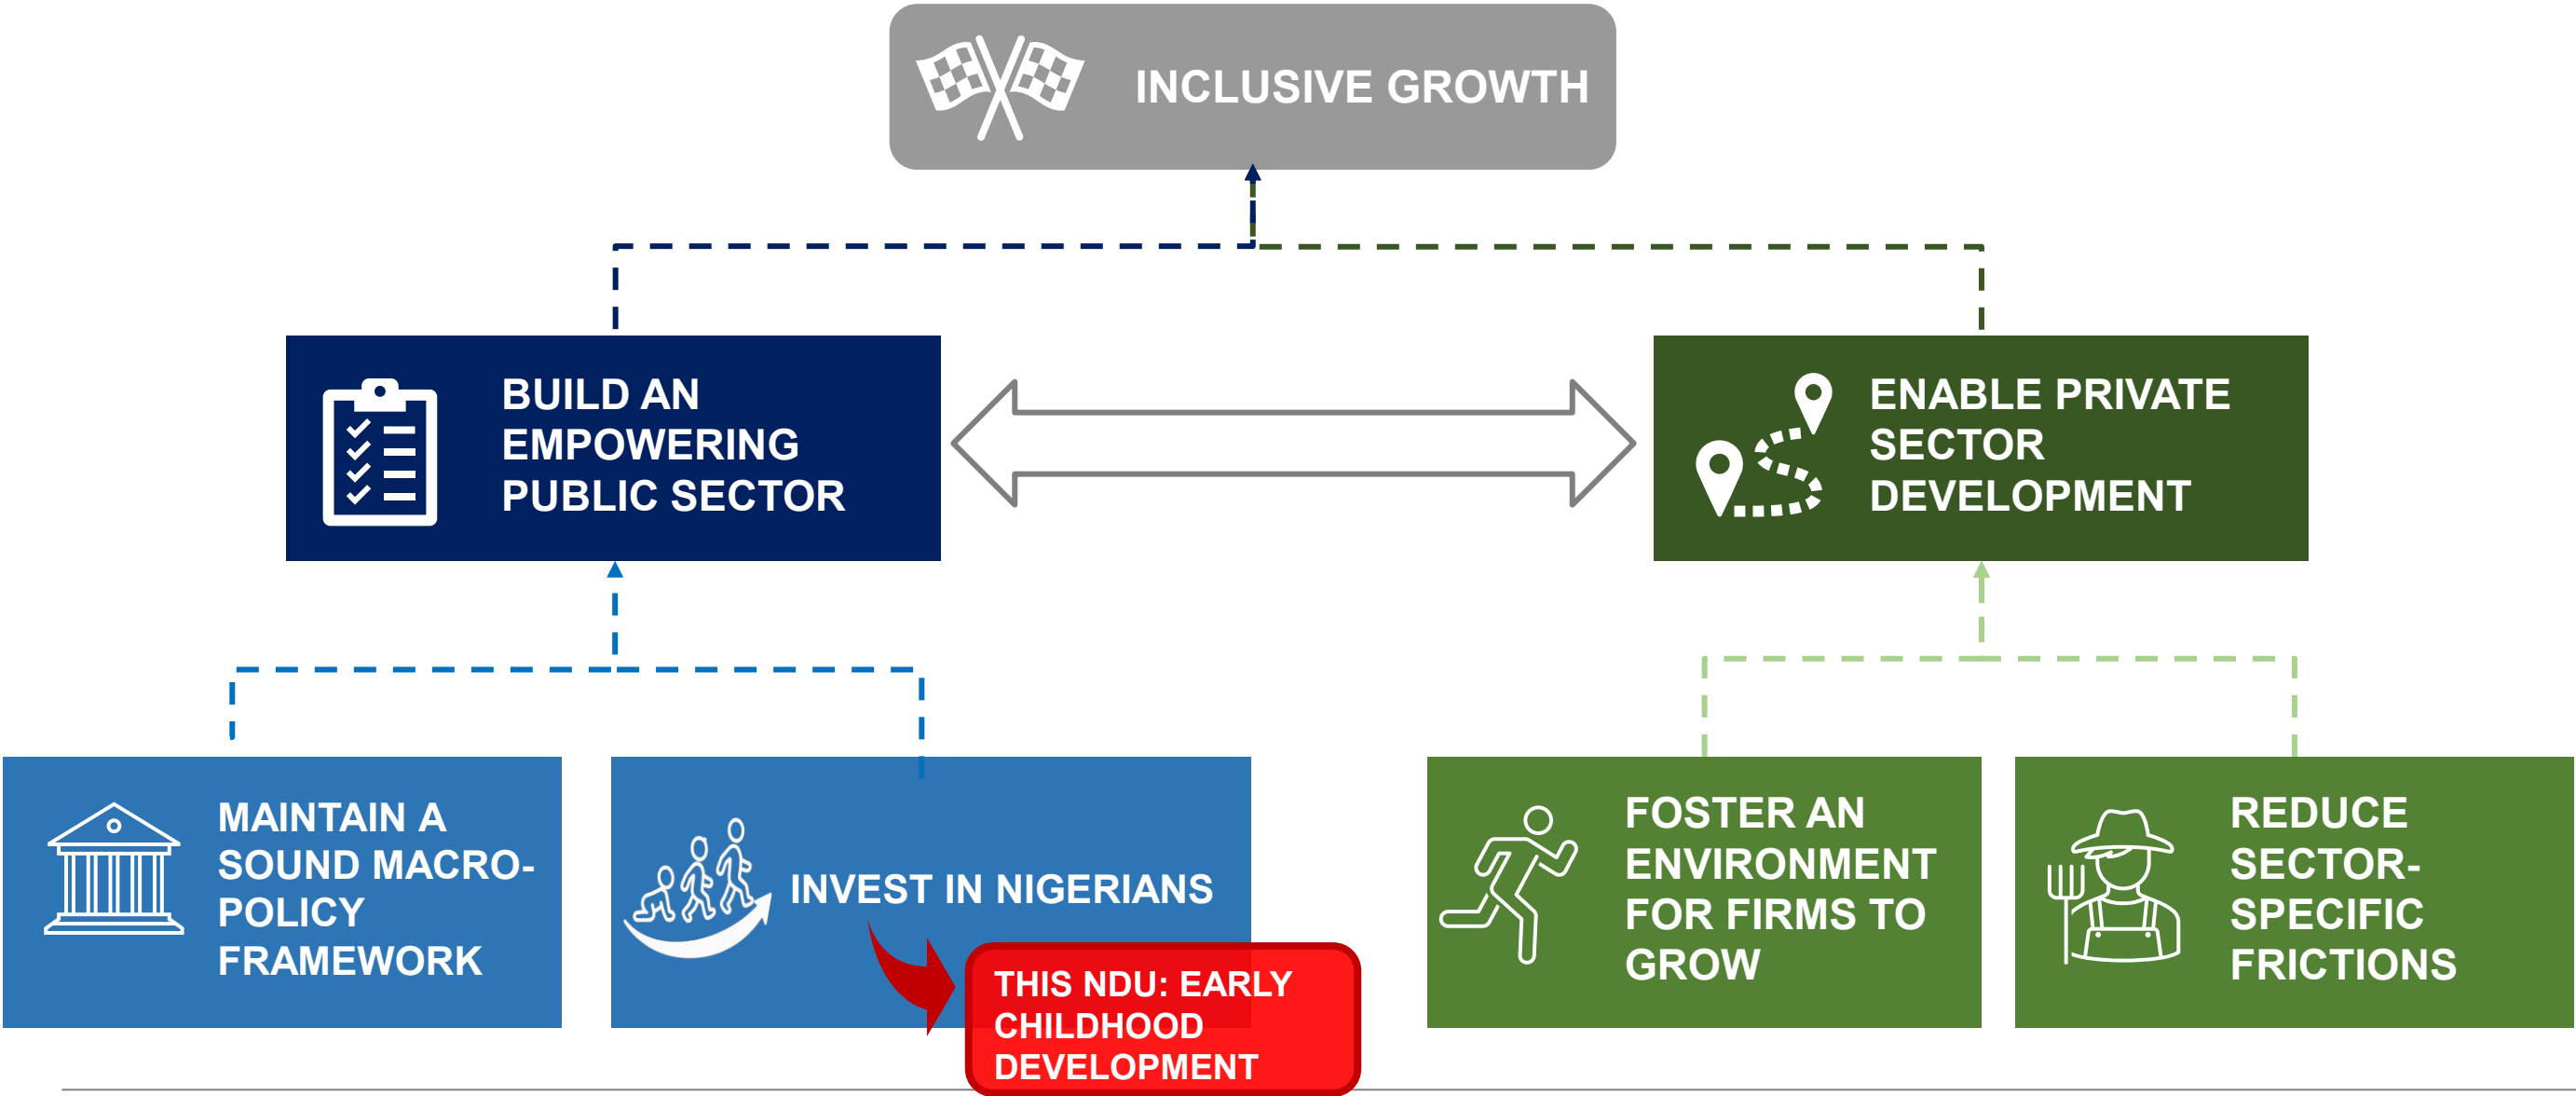 INCLUSIVE GROWTH
BUILD AN
EMPOWERING
PUBLIC SECTOR
ENABLE PRIVATE
SECTOR
DEVELOPMENT
MAINTAIN A
SOUND MACRO-
POLICY
FRAMEWORK
INVEST IN NIGERIANS
THIS NDU: EARLY
CHILDHOOD
DEVELOPMENT
FOSTER AN
ENVIRONMENT
FOR FIRMS TO
GROW
REDUCE
SECTOR-
SPECIFIC
FRICTIONS